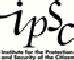 ipsc
Institute for the Protection
and Security of the Citizen